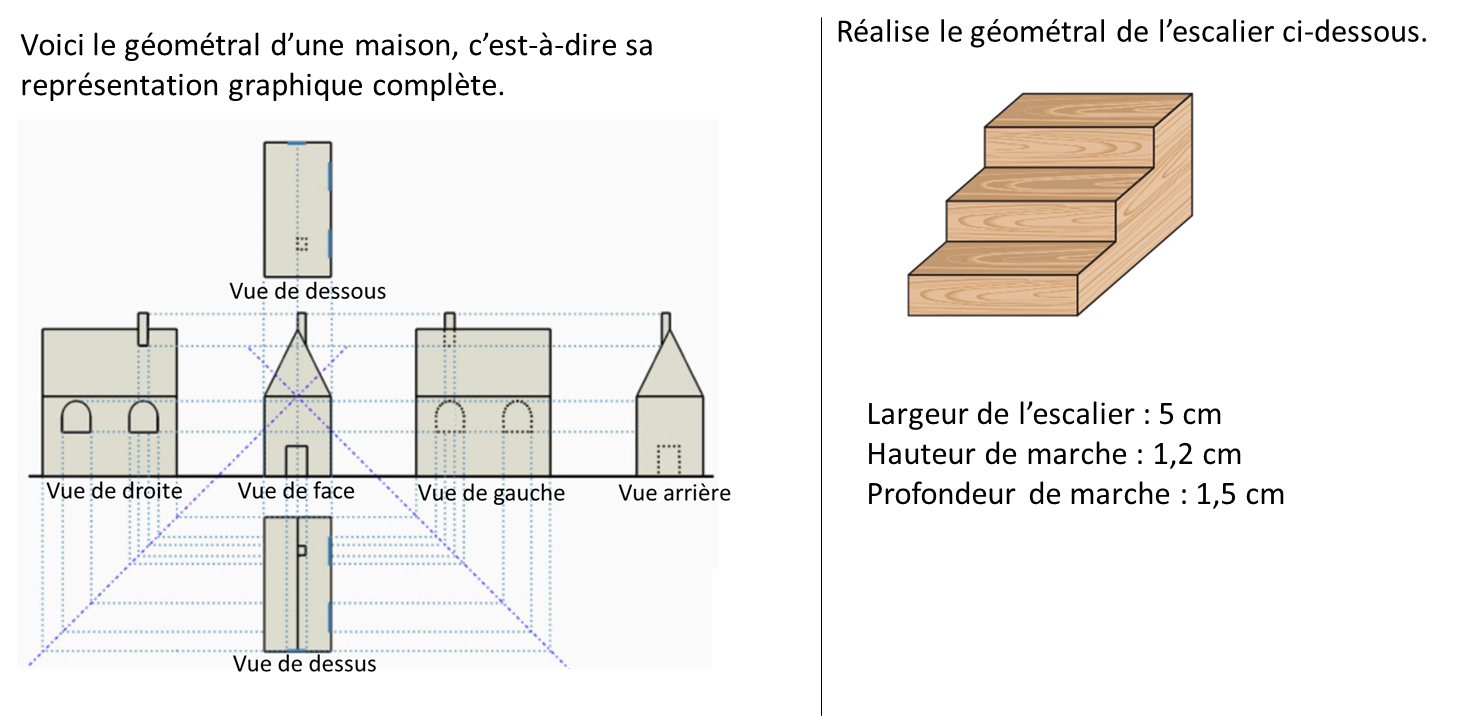 Voici le géométral d’une maison, c’est-à-dire sa
représentation graphique complète.
Vue de dessous
Vue de droite
Vue de face
Vue de gauche
Vue arrière
Vue de dessus
Réalise le géométral de l’escalier ci-dessous.
Largeur de l’escalier : 5 cm
Hauteur de marche : 1,2 cm
Profondeur de marche : 1,5 cm